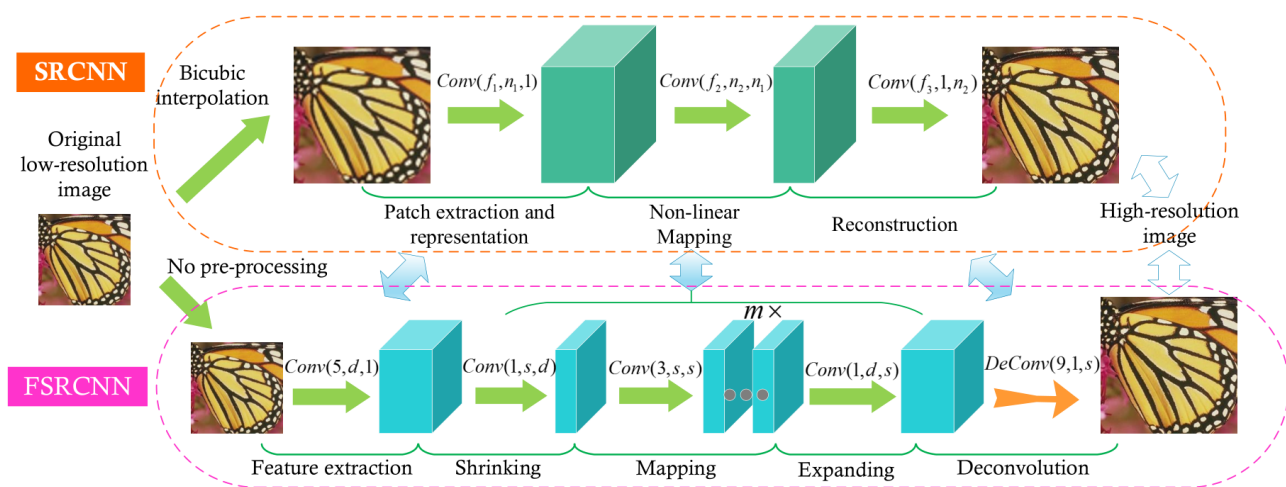 SRCNN
Bicubic
interpolation
Conv(f₁,n₁,1)
Conv(f₂,n₂,n₁)
Conv(f₃,1,n₂)
Original
low-resolution
image
Patch extraction and
representation
Non-linear
Mapping
Reconstruction
High-resolution
image
No pre-processing
m×
FSRCNN
Conv(5,d,1)
Conv(1,s,d)
Conv(3,s,s)
Conv(1,d,s)
DeConv(9,1,s)
Feature extraction
Shrinking
Mapping
Expanding
Deconvolution